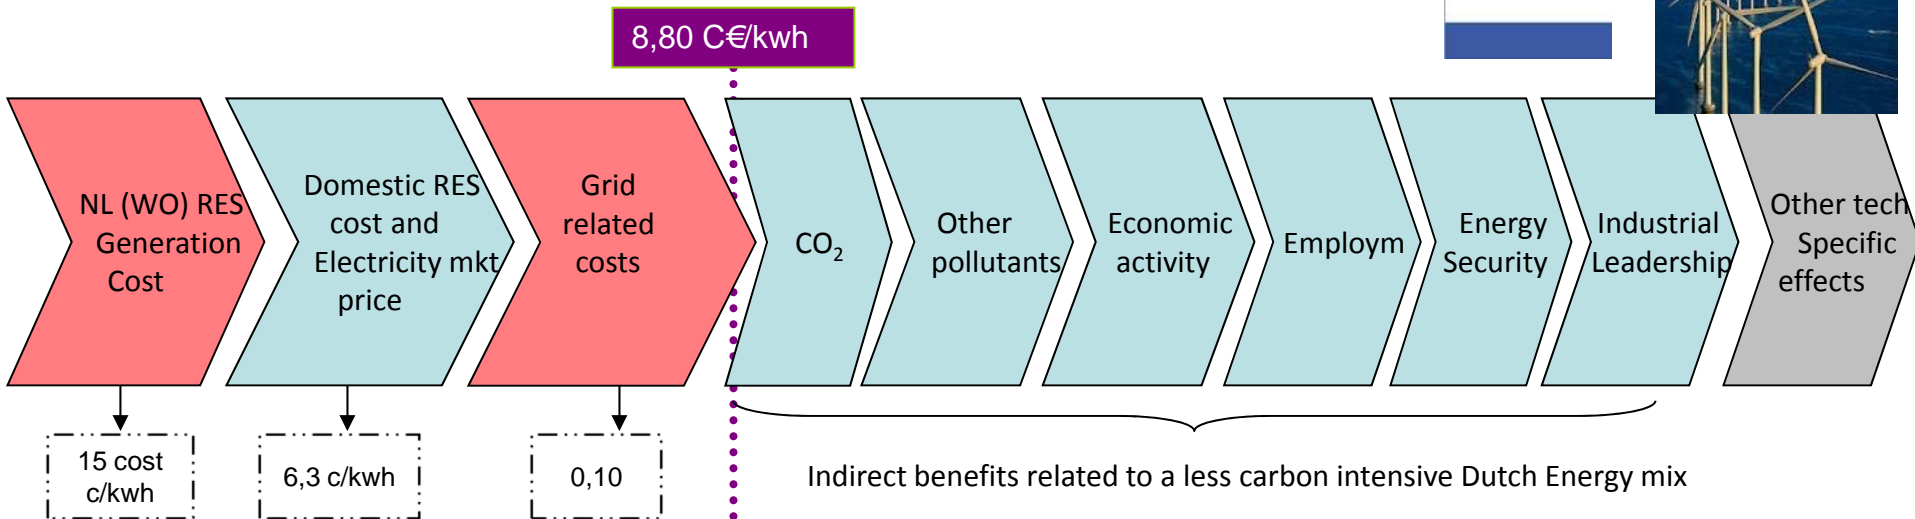 8,80 C€/kwh
NL (WO) RES
Generation
Cost
Domestic RES
cost and
Electricity mkt
price
Grid
related
costs
CO₂
Other
pollutants
Economic
activity
Employm
Energy
Security
Industrial
Leadership
Other tech
Specific
effects
15 cost
c/kwh
6,3 c/kwh
0,10
Indirect benefits related to a less carbon intensive Dutch Energy mix